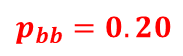 p_bb = 0.20